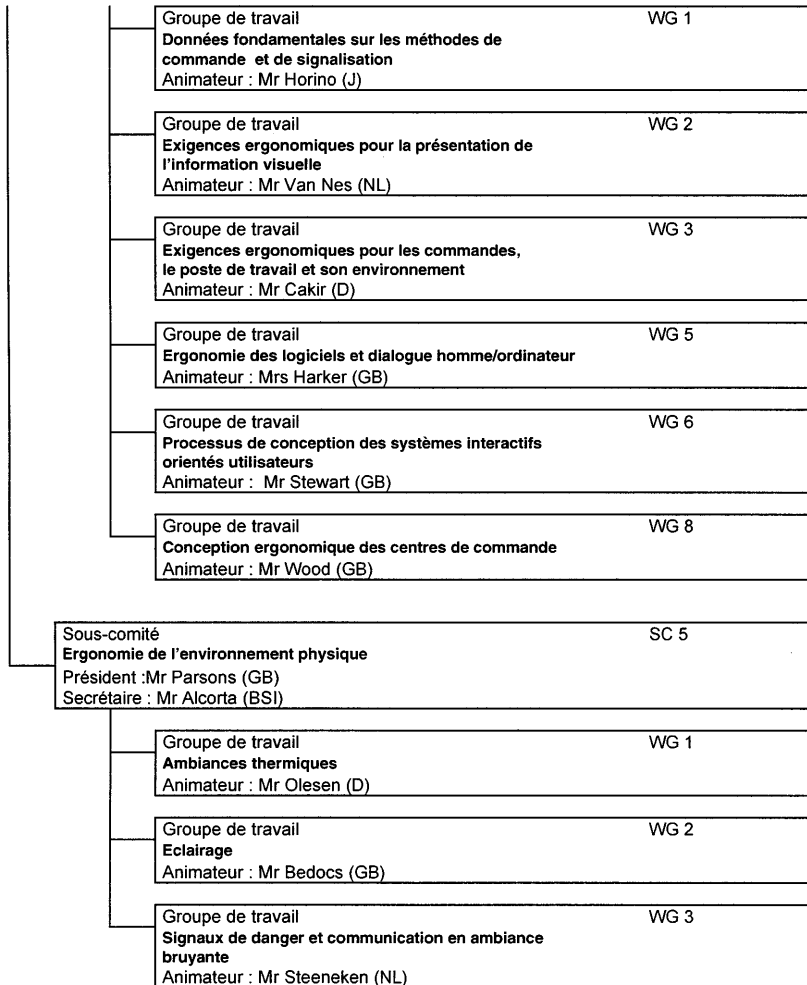 Groupe de travail WG 1
Données fondamentales sur les méthodes de
commande et de signalisation
Animateur : Mr Horino (J)
Groupe de travail WG 2
Exigences ergonomiques pour la présentation de
l'information visuelle
Animateur : Mr Van Nes (NL)
Groupe de travail WG 3
Exigences ergonomiques pour les commandes,
le poste de travail et son environnement
Animateur : Mr Cakir (D)
Groupe de travail WG 5
Ergonomie des logiciels et dialogue homme/ordinateur
Animateur : Mrs Harker (GB)
Groupe de travail WG 6
Processus de conception des systèmes interactifs
orientés utilisateurs
Animateur : Mr Stewart (GB)
Groupe de travail WG 8
Conception ergonomique des centres de commande
Animateur : Mr Wood (GB)
Sous-comité SC 5
Ergonomie de l'environnement physique
Président :Mr Parsons (GB)
Secrétaire : Mr Alcorta (BSI)
Groupe de travail WG 1
Ambiances thermiques
Animateur : Mr Olesen (D)
Groupe de travail WG 2
Eclairage
Animateur : Mr Bedocs (GB)
Groupe de travail WG 3
Signaux de danger et communication en ambiance
bruyante
Animateur : Mr Steeneken (NL)